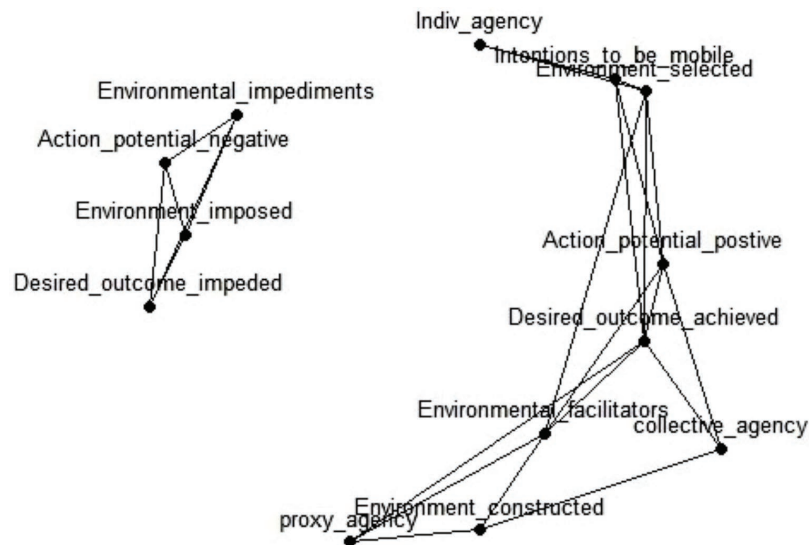 Indiv_agency
Intentions_to_be_mobile
Environment_selected
Environmental_impediments
Action_potential_negative
Environment_imposed
Action_potential_postive
Desired_outcome_impeded
Desired_outcome_achieved
Environmental_facilitators
collective_agency
Environment_constructed
proxy_agency